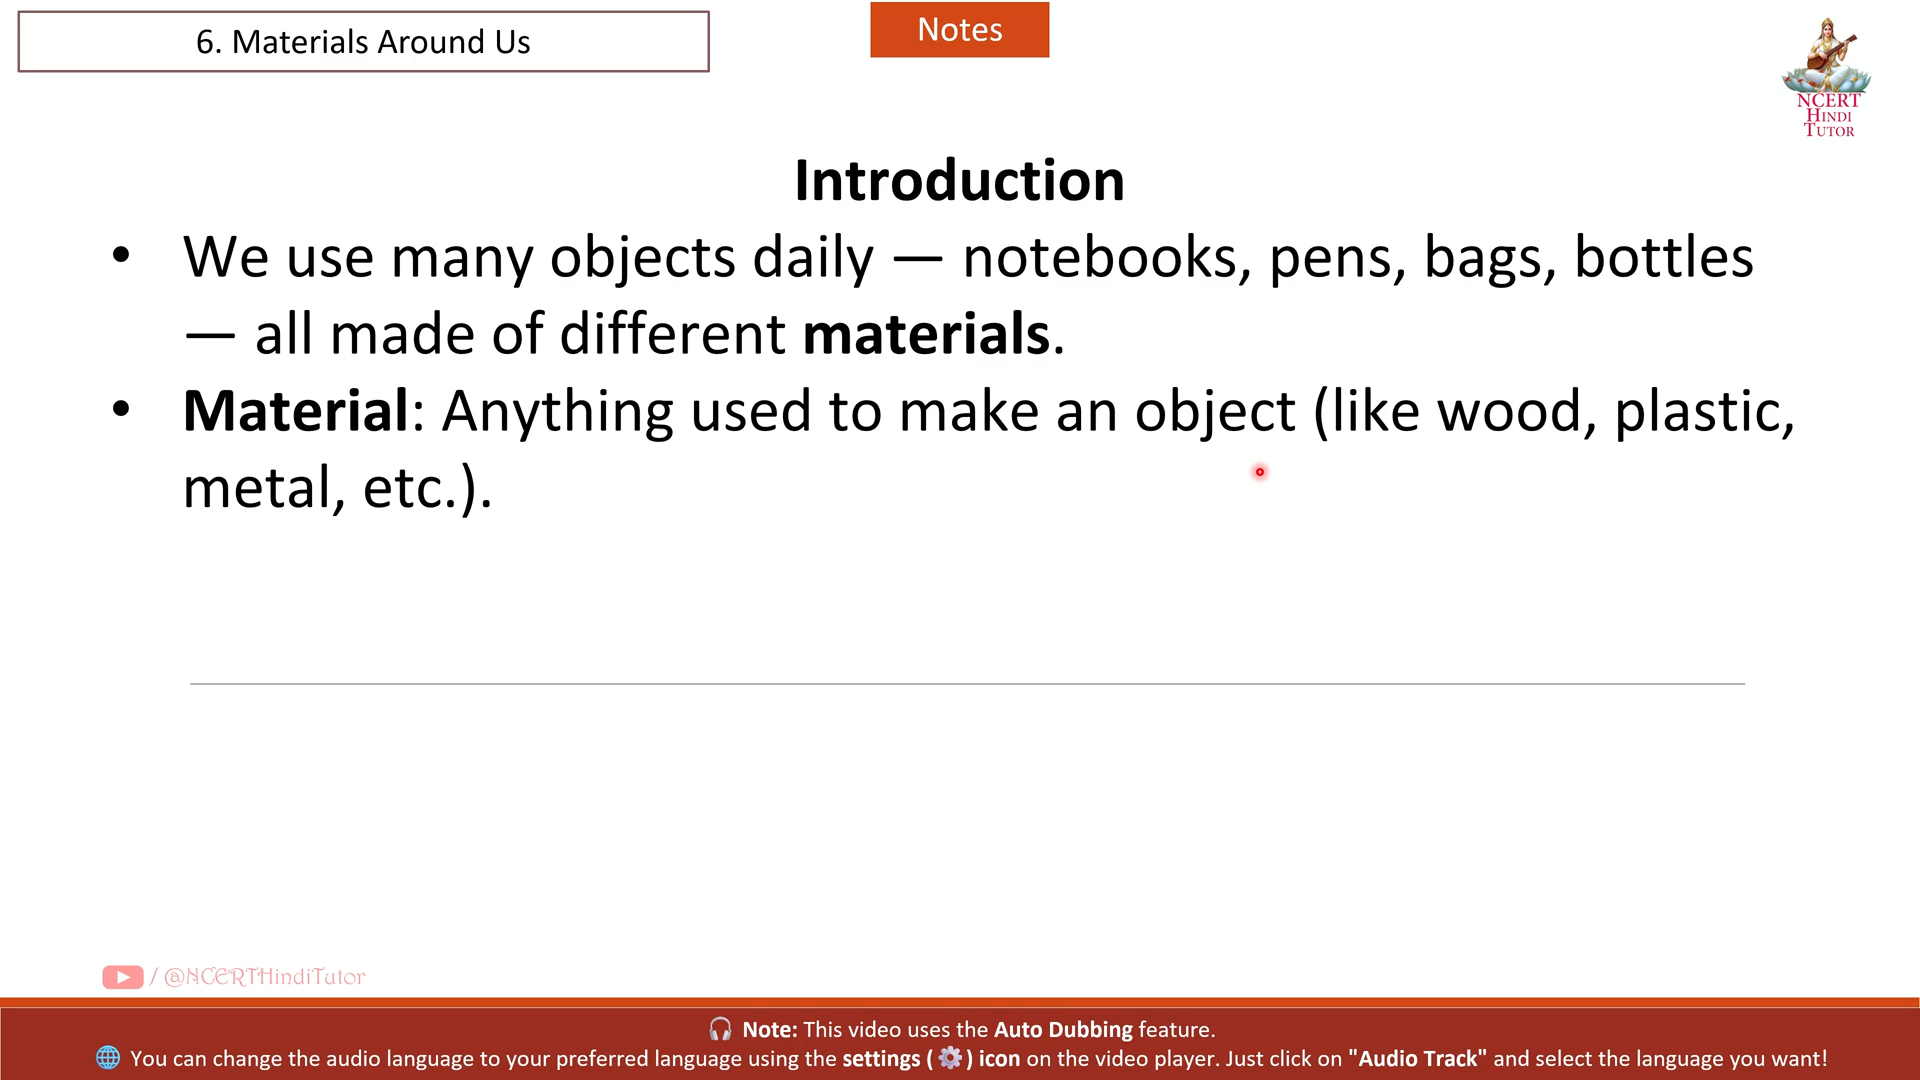 6. Materials Around Us
Notes
NCERT
HINDI
TUTOR
Introduction
• We use many objects daily — notebooks, pens, bags, bottles
— all made of different materials.
• Material: Anything used to make an object (like wood, plastic,
metal, etc.).
/ @NCERTHindiTutor
🎧 Note: This video uses the Auto Dubbing feature.
🌐 You can change the audio language to your preferred language using the settings ( ⚙️ ) icon on the video player. Just click on "Audio Track" and select the language you want!